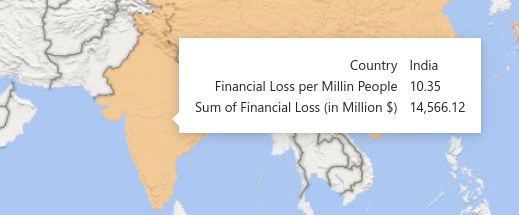 Country India
Financial Loss per Millin People 10.35
Sum of Financial Loss (in Million $) 14,566.12